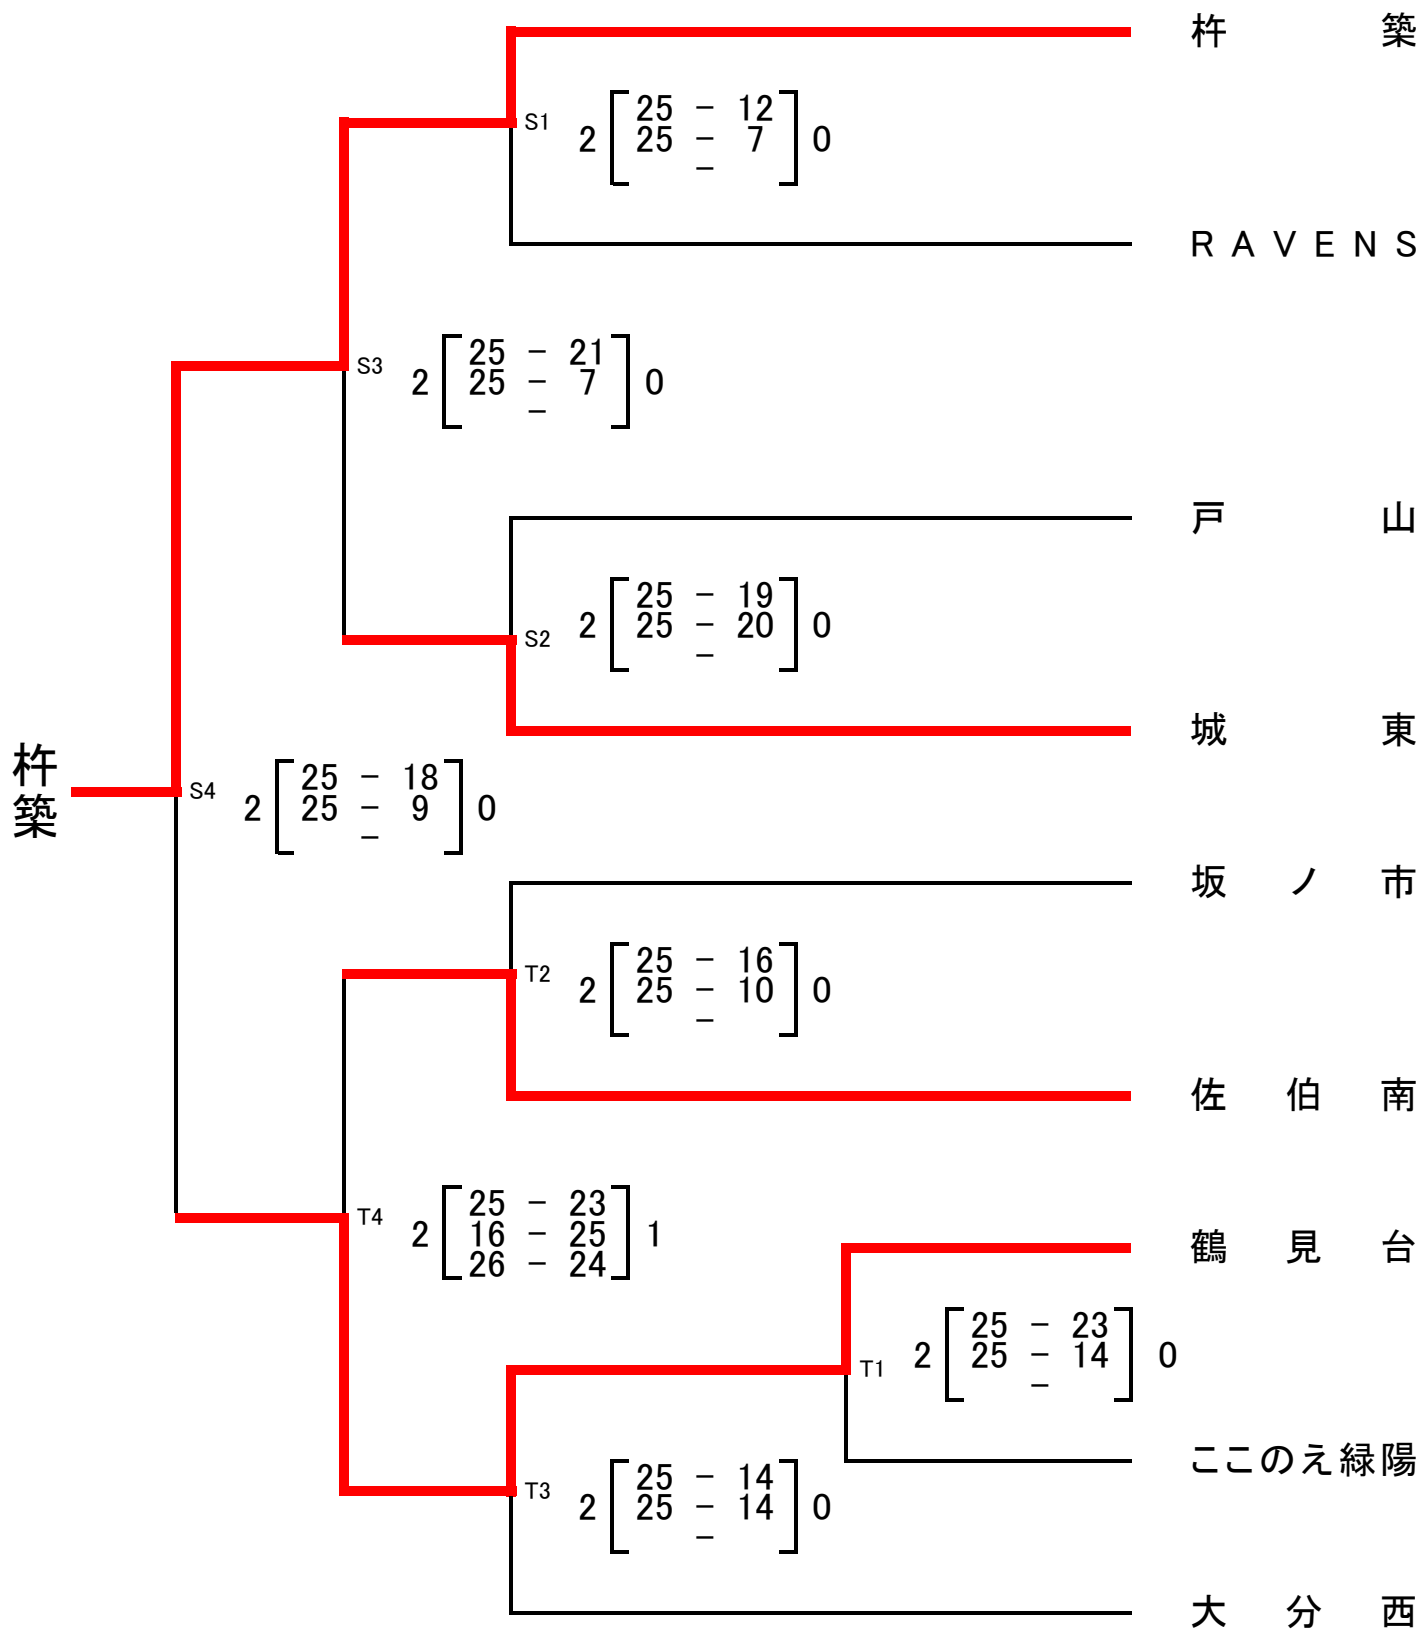 杵築
S1
2 25 - 12 0
25 - 7
-
RAVENS
S3
2 25 - 21 0
25 - 7
-
戸山
S2
2 25 - 19 0
25 - 20
-
城東
杵築
S4
2 25 - 18 0
25 - 9
-
坂ノ市
T2
2 25 - 16 0
25 - 10
-
佐伯南
T4
2 25 - 23 1
16 - 25
26 - 24
鶴見台
T1
2 25 - 23 0
25 - 14
-
ここのえ緑陽
T3
2 25 - 14 0
25 - 14
-
大分西